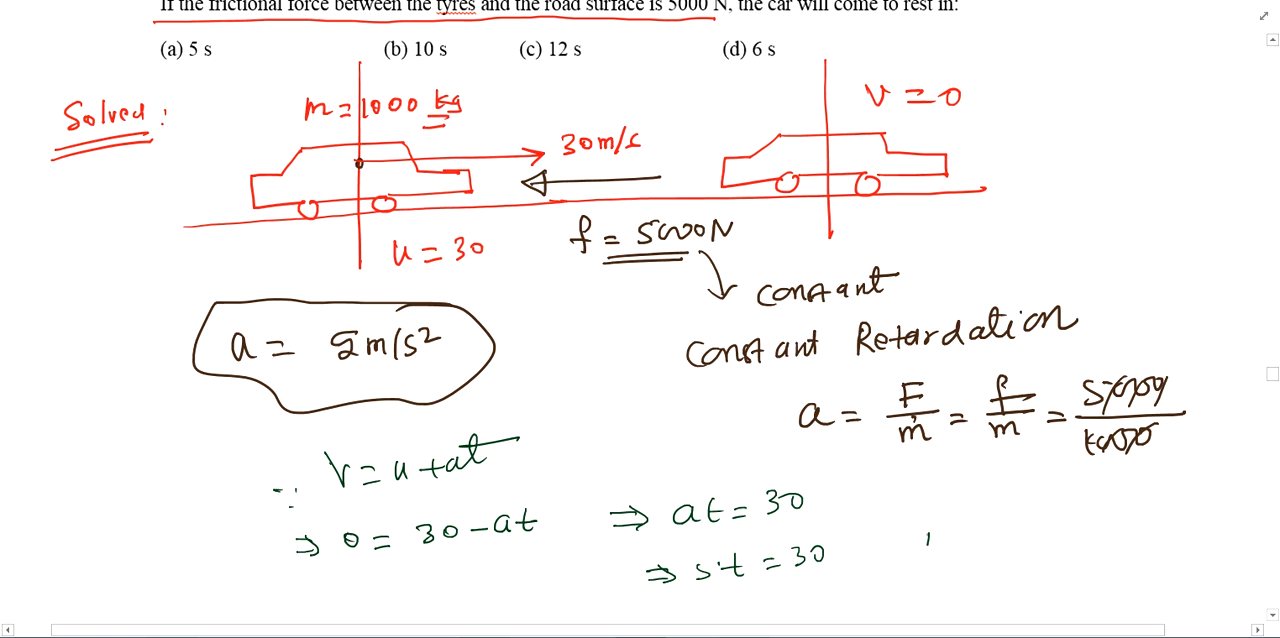 If the frictional force between the tyres and the road surface is 5000 N, the car will come to rest in:
(a) 5 s (b) 10 s (c) 12 s (d) 6 s
Solved :
m = 1000 kg
30 m/s
v = 0
u = 30
f = 5000N
constant
Constant Retardation
a = 5 m/s²
a = F/m = f/m = 5000/1000
∵ v = u + at
⇒ 0 = 30 - at ⇒ at = 30
⇒ 5·t = 30